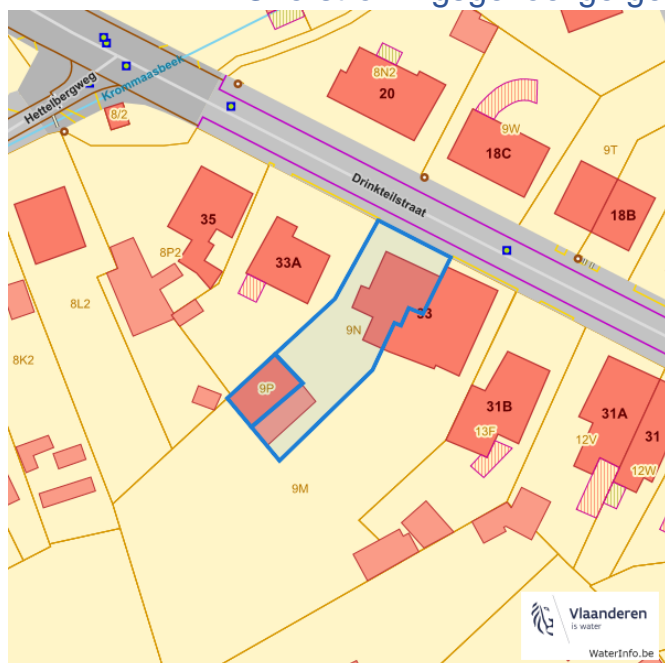 Hettelbergweg
Krommaasbeek
8/2
8N2
20
9W
18C
9T
18B
Drinkteilstraat
35
8P2
33A
8L2
8K2
9N
33
9P
9M
31B
13F
31A
12V
31
12W
Vlaanderen
is water
WaterInfo.be